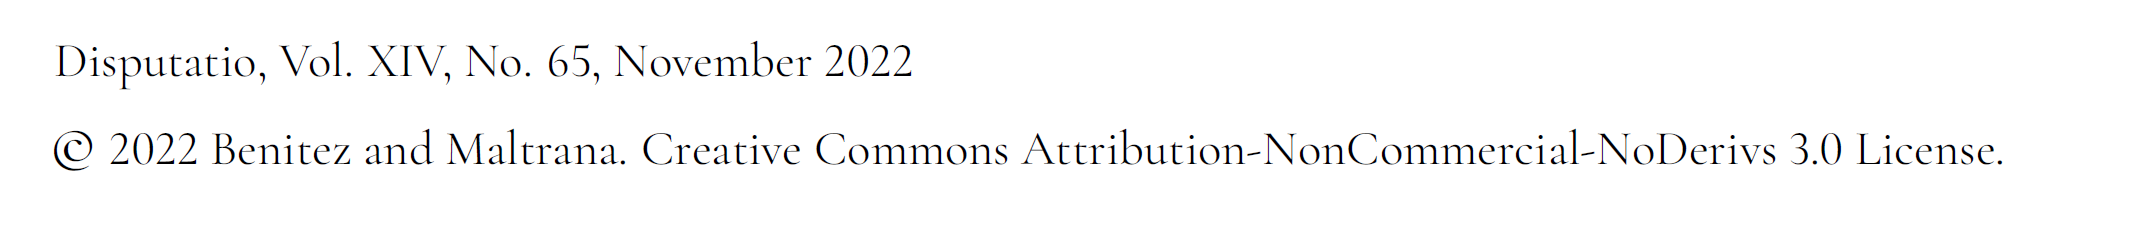 Disputatio, Vol. XIV, No. 65, November 2022
© 2022 Benitez and Maltrana. Creative Commons Attribution-NonCommercial-NoDerivs 3.0 License.